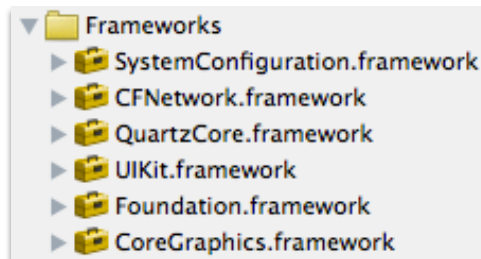 Frameworks
SystemConfiguration.framework
CFNetwork.framework
QuartzCore.framework
UIKit.framework
Foundation.framework
CoreGraphics.framework